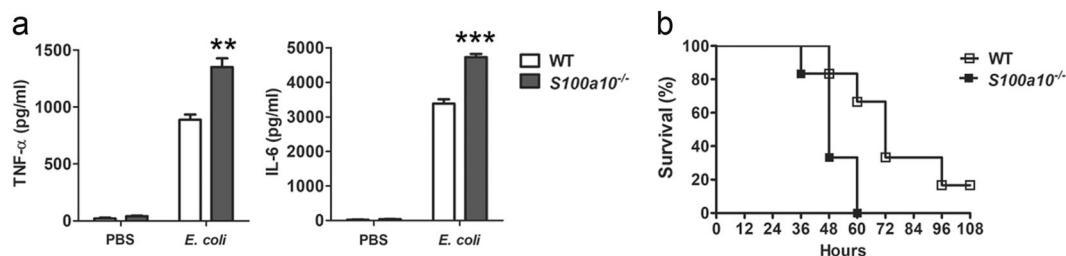 a
TNF-α (pg/ml)
1500
1000
500
0
**
PBS
E. coli
IL-6 (pg/ml)
5000
4000
3000
2000
1000
0
***
PBS
E. coli
WT
S100a10-/-
b
Survival (%)
100
80
60
40
20
0
0 12 24 36 48 60 72 84 96 108
Hours
WT
S100a10-/-